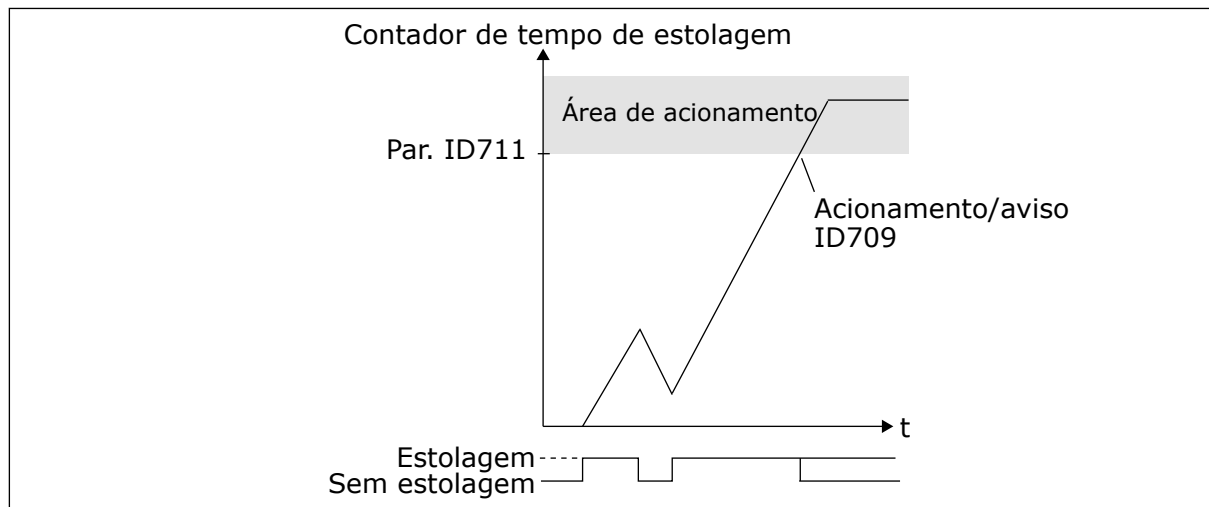 Contador de tempo de estolagem
Área de acionamento
Par. ID711
Acionamento/aviso
ID709
t
Estolagem
Sem estolagem